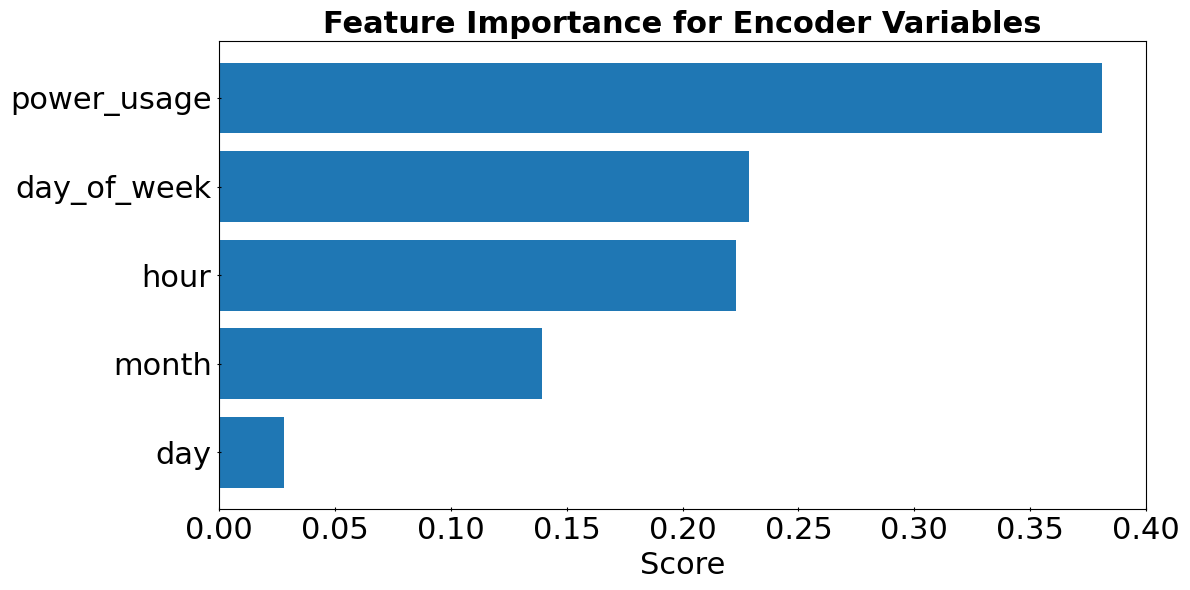 Feature Importance for Encoder Variables
power_usage
day_of_week
hour
month
day
0.00 0.05 0.10 0.15 0.20 0.25 0.30 0.35 0.40
Score